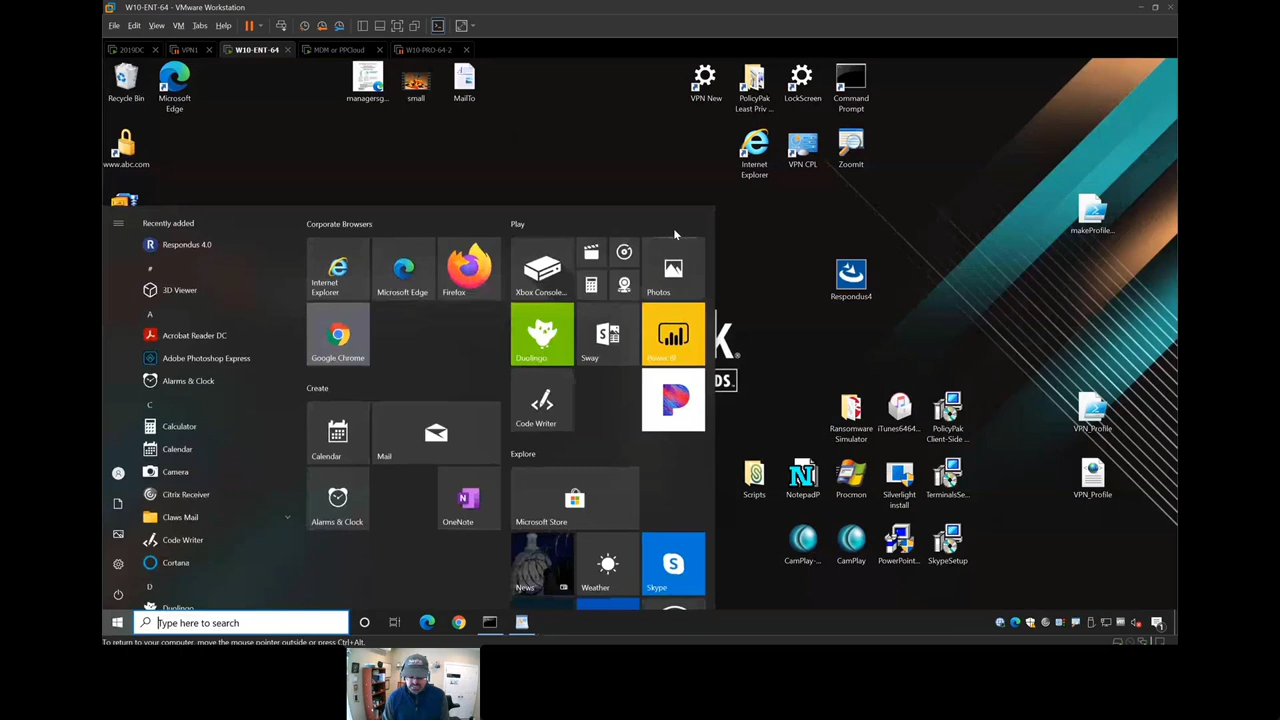 W10-ENT-64 - VMware Workstation
File Edit View VM Tabs Help
2019DC VPN1 W10-ENT-64 MDM or PPCloud W10-PRO-64-2
Recycle Bin
Microsoft
Edge
managersg...
small
MailTo
VPN New
PolicyPak
Least Priv ...
LockScreen
Command
Prompt
www.abc.com
Internet
Explorer
VPN CPL
ZoomIt
makeProfile...
Respondus4
K®
DS.
Ransomware
Simulator
iTunes6464...
PolicyPak
Client-Side ...
VPN_Profile
Scripts
NotepadP
Procmon
Silverlight
install
TerminalsSe...
VPN_Profile
CamPlay-...
CamPlay
PowerPoint...
SkypeSetup
Recently added
Respondus 4.0
#
3D Viewer
A
Acrobat Reader DC
Adobe Photoshop Express
Alarms & Clock
C
Calculator
Calendar
Camera
Citrix Receiver
Claws Mail
Code Writer
Cortana
D
Duolingo
Corporate Browsers
Internet
Explorer
Microsoft Edge
Firefox
Google Chrome
Create
Calendar
Mail
Alarms & Clock
OneNote
Play
Xbox Console...
Photos
Duolingo
Sway
Power BI
Code Writer
Explore
Microsoft Store
News
Weather
Skype
Type here to search
To return to your computer, move the mouse pointer outside or press Ctrl+Alt.